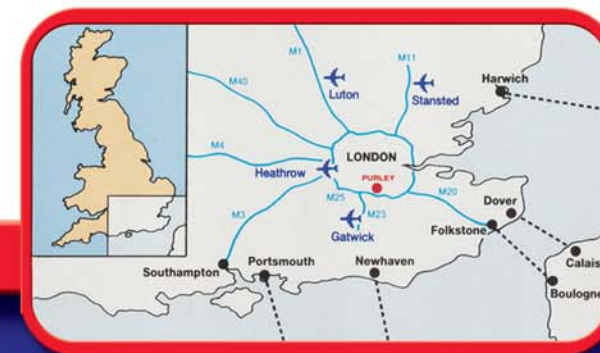 M1
M11
M40
Luton
Stansted
Harwich
M4
LONDON
Heathrow
PURLEY
M25
M20
M3
M23
Dover
Gatwick
Folkstone
Southampton
Portsmouth
Newhaven
Calais
Boulogne